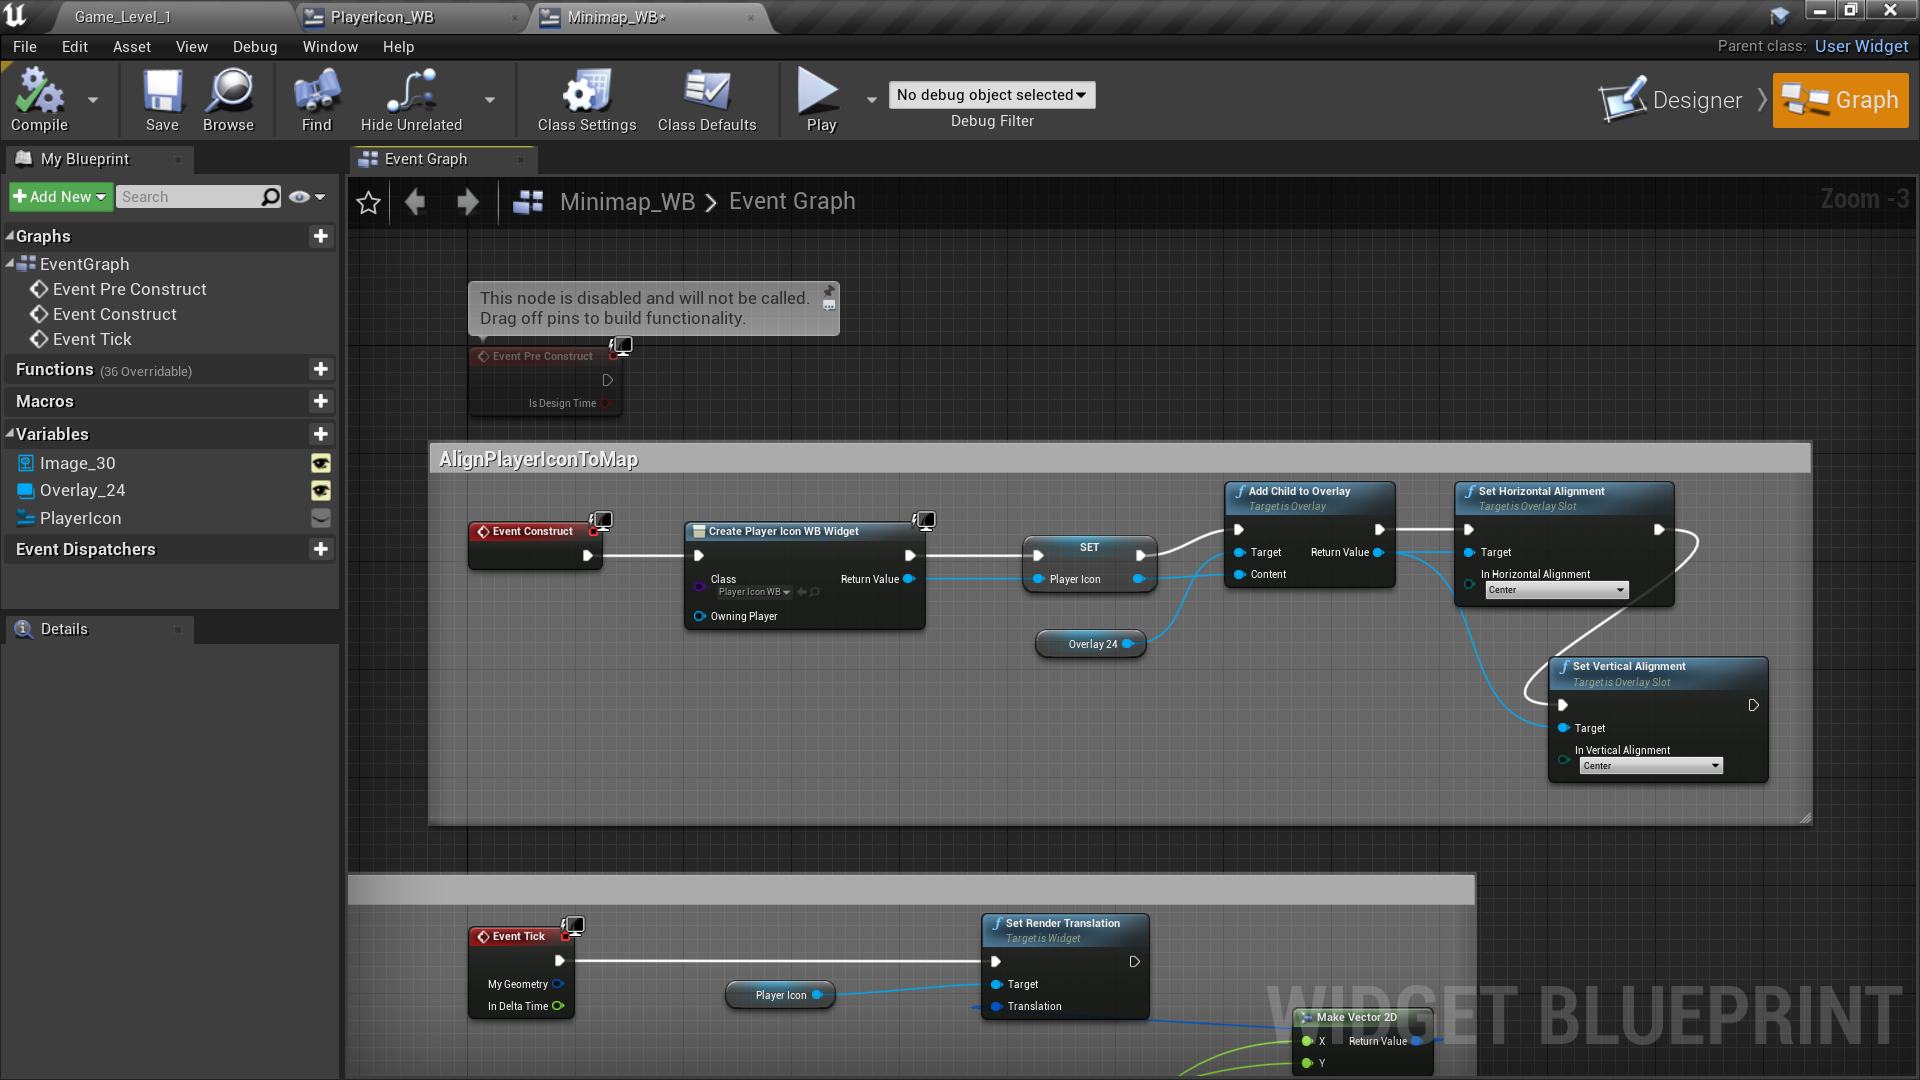 Game_Level_1
PlayerIcon_WB
Minimap_WB*
File Edit Asset View Debug Window Help
Parent class: User Widget
Compile
Save
Browse
Find
Hide Unrelated
Class Settings
Class Defaults
Play
No debug object selected
Debug Filter
Designer
Graph
My Blueprint
Event Graph
Add New
Search
Minimap_WB > Event Graph
Zoom -3
Graphs
EventGraph
Event Pre Construct
Event Construct
Event Tick
Functions (36 Overridable)
Macros
Variables
Image_30
Overlay_24
PlayerIcon
Event Dispatchers
Details
This node is disabled and will not be called.
Drag off pins to build functionality.
Event Pre Construct
Is Design Time
AlignPlayerIconToMap
Event Construct
Create Player Icon WB Widget
Class
Player Icon WB
Return Value
Owning Player
SET
Player Icon
Overlay 24
Add Child to Overlay
Target is Overlay
Target
Return Value
Content
Set Horizontal Alignment
Target is Overlay Slot
Target
In Horizontal Alignment
Center
Set Vertical Alignment
Target is Overlay Slot
Target
In Vertical Alignment
Center
Event Tick
My Geometry
In Delta Time
Player Icon
Set Render Translation
Target is Widget
Target
Translation
Make Vector 2D
X
Return Value
Y
WIDGET BLUEPRINT